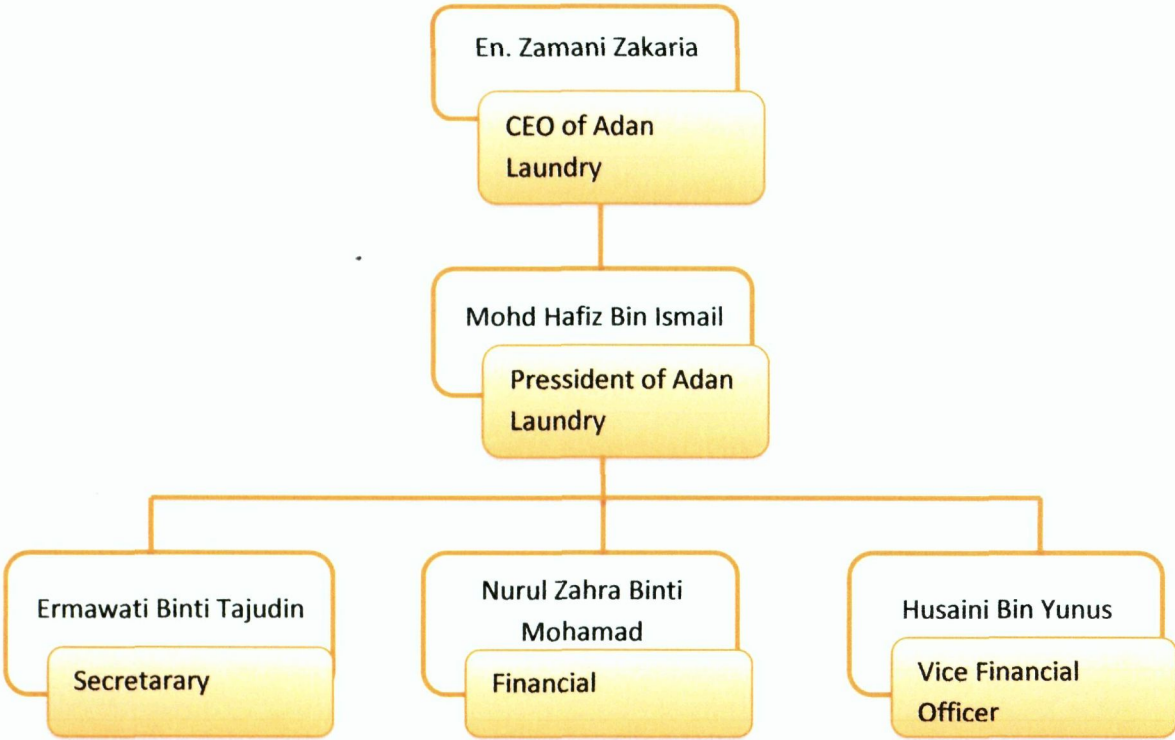 En. Zamani Zakaria
CEO of Adan
Laundry
Mohd Hafiz Bin Ismail
Pressident of Adan
Laundry
Ermawati Binti Tajudin
Secretarary
Nurul Zahra Binti
Mohamad
Financial
Husaini Bin Yunus
Vice Financial
Officer